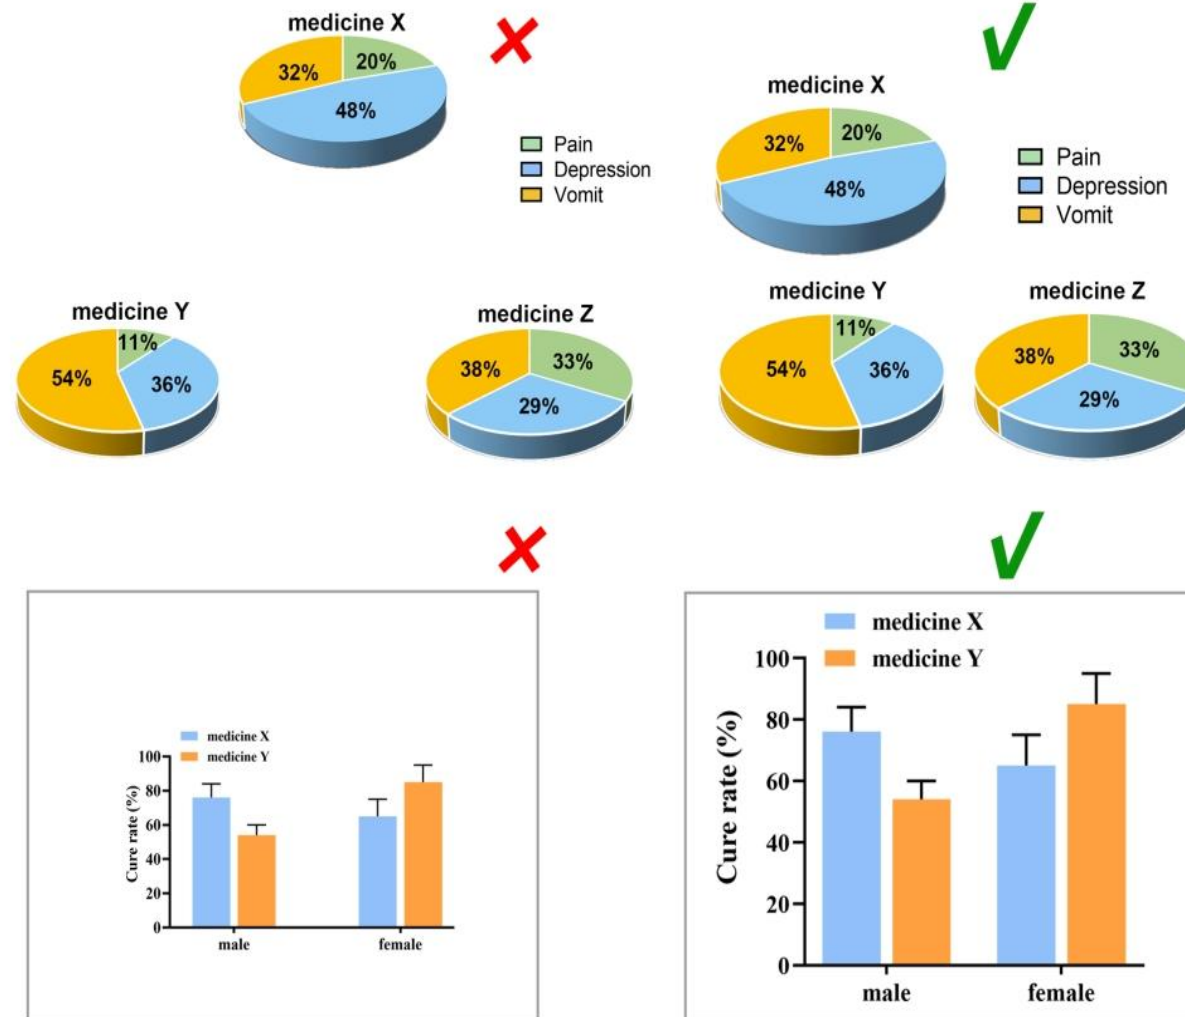 medicine X
20%
32%
48%
Pain
Depression
Vomit
medicine Y
11%
54%
36%
medicine Z
38%
33%
29%
medicine X
20%
32%
48%
Pain
Depression
Vomit
medicine Y
11%
54%
36%
medicine Z
38%
33%
29%
medicine X
medicine Y
Cure rate (%)
100
80
60
40
20
0
male
female
medicine X
medicine Y
Cure rate (%)
100
80
60
40
20
0
male
female